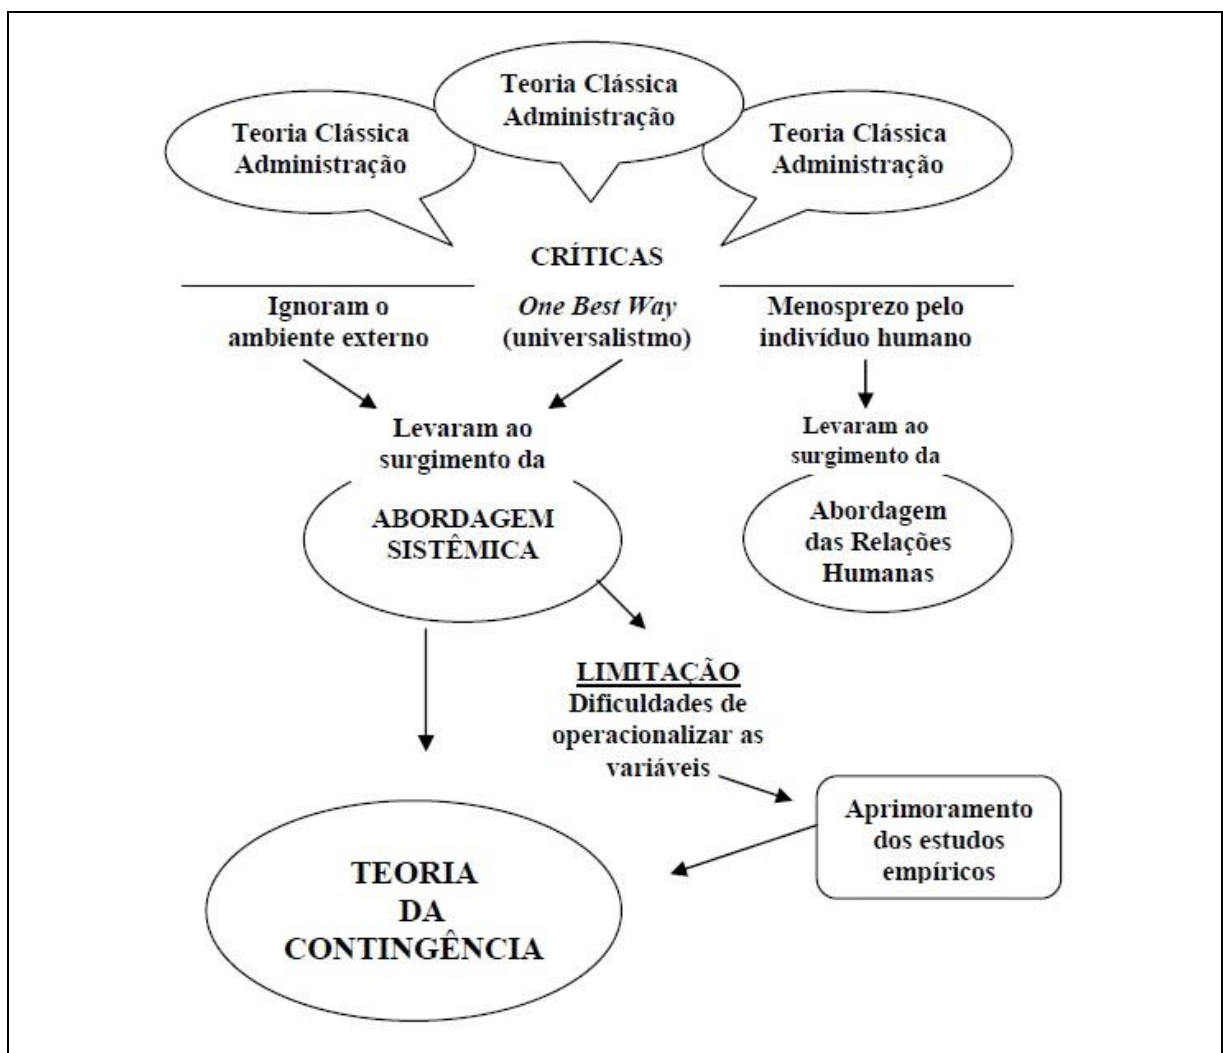 Teoria Clássica
Administração
Teoria Clássica
Administração
Teoria Clássica
Administração
CRÍTICAS
Ignoram o
ambiente externo
One Best Way
(universalistmo)
Menosprezo pelo
indivíduo humano
Levaram ao
surgimento da
ABORDAGEM
SISTÊMICA
Levaram ao
surgimento da
Abordagem
das Relações
Humanas
LIMITAÇÃO
Dificuldades de
operacionalizar as
variáveis
Aprimoramento
dos estudos
empíricos
TEORIA
DA
CONTINGÊNCIA